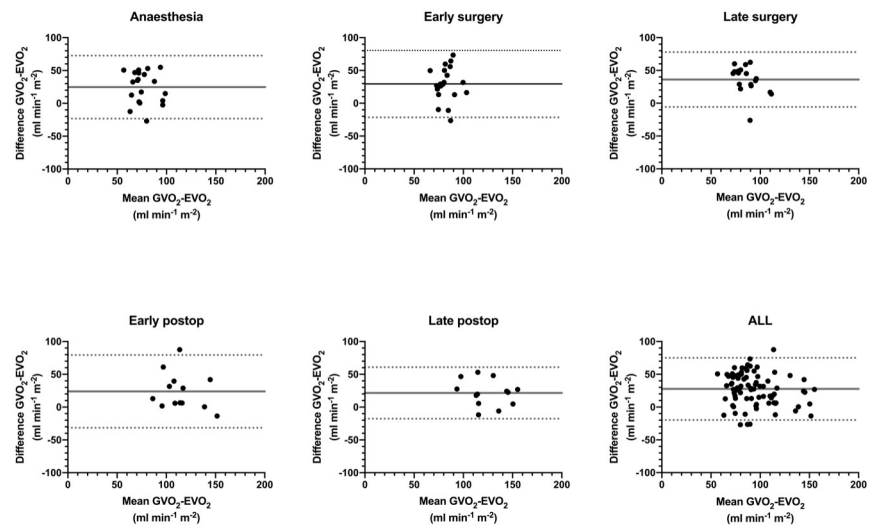 Anaesthesia
Difference GVO₂-EVO₂
(ml min⁻¹ m⁻²)
100
50
0
-50
-100
0 50 100 150 200
Mean GVO₂-EVO₂
(ml min⁻¹ m⁻²)
Early surgery
Difference GVO₂-EVO₂
(ml min⁻¹ m⁻²)
100
50
0
-50
-100
0 50 100 150 200
Mean GVO₂-EVO₂
(ml min⁻¹ m⁻²)
Late surgery
Difference GVO₂-EVO₂
(ml min⁻¹ m⁻²)
100
50
0
-50
-100
0 50 100 150 200
Mean GVO₂-EVO₂
(ml min⁻¹ m⁻²)
Early postop
Difference GVO₂-EVO₂
(ml min⁻¹ m⁻²)
100
50
0
-50
-100
0 50 100 150 200
Mean GVO₂-EVO₂
(ml min⁻¹ m⁻²)
Late postop
Difference GVO₂-EVO₂
(ml min⁻¹ m⁻²)
100
50
0
-50
-100
0 50 100 150 200
Mean GVO₂-EVO₂
(ml min⁻¹ m⁻²)
ALL
Difference GVO₂-EVO₂
(ml min⁻¹ m⁻²)
100
50
0
-50
-100
0 50 100 150 200
Mean GVO₂-EVO₂
(ml min⁻¹ m⁻²)